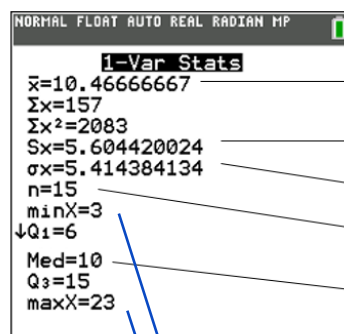 NORMAL FLOAT AUTO REAL RADIAN MP
1-Var Stats
x̄=10.46666667
Σx=157
Σx²=2083
Sx=5.604420024
σx=5.414384134
n=15
minX=3
↓Q₁=6
Med=10
Q₃=15
maxX=23